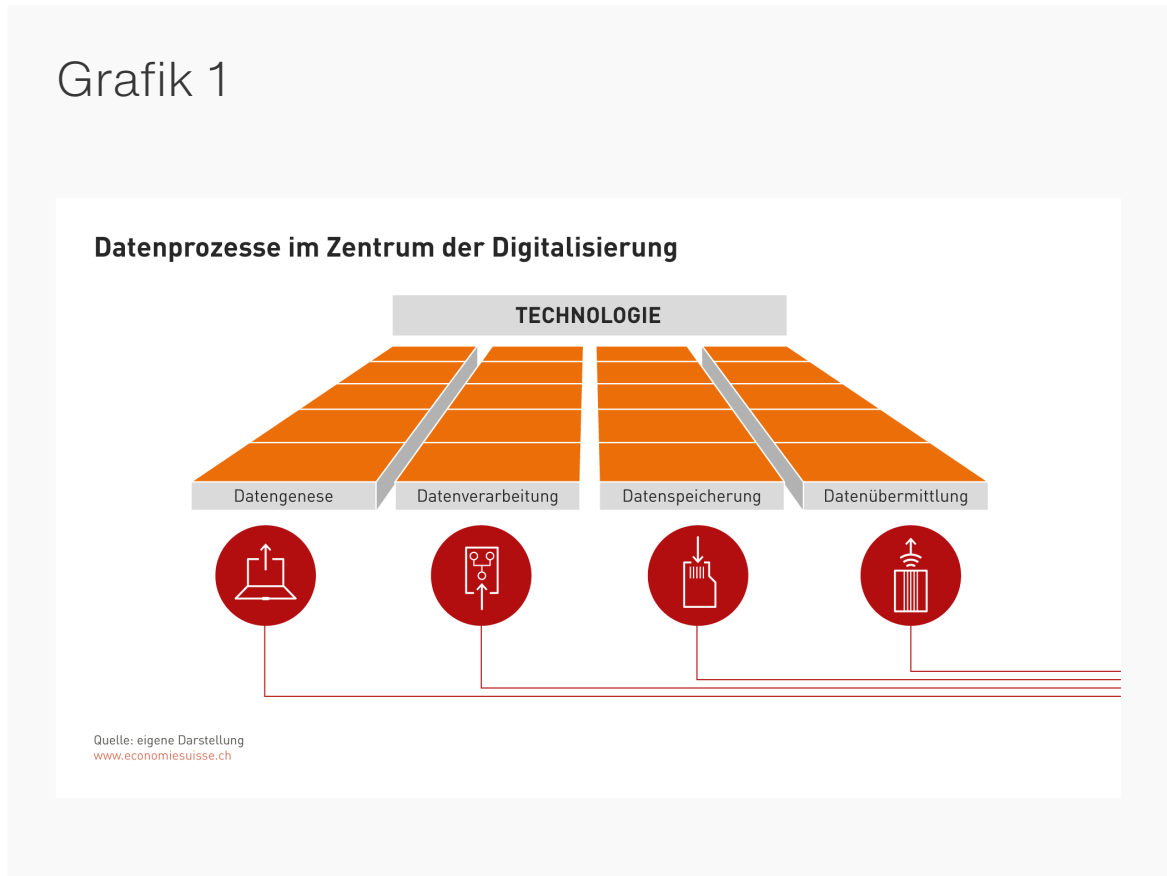 Grafik 1
Datenprozesse im Zentrum der Digitalisierung
TECHNOLOGIE
Datengenese
Datenverarbeitung
Datenspeicherung
Datenübermittlung
Quelle: eigene Darstellung
www.economiesuisse.ch